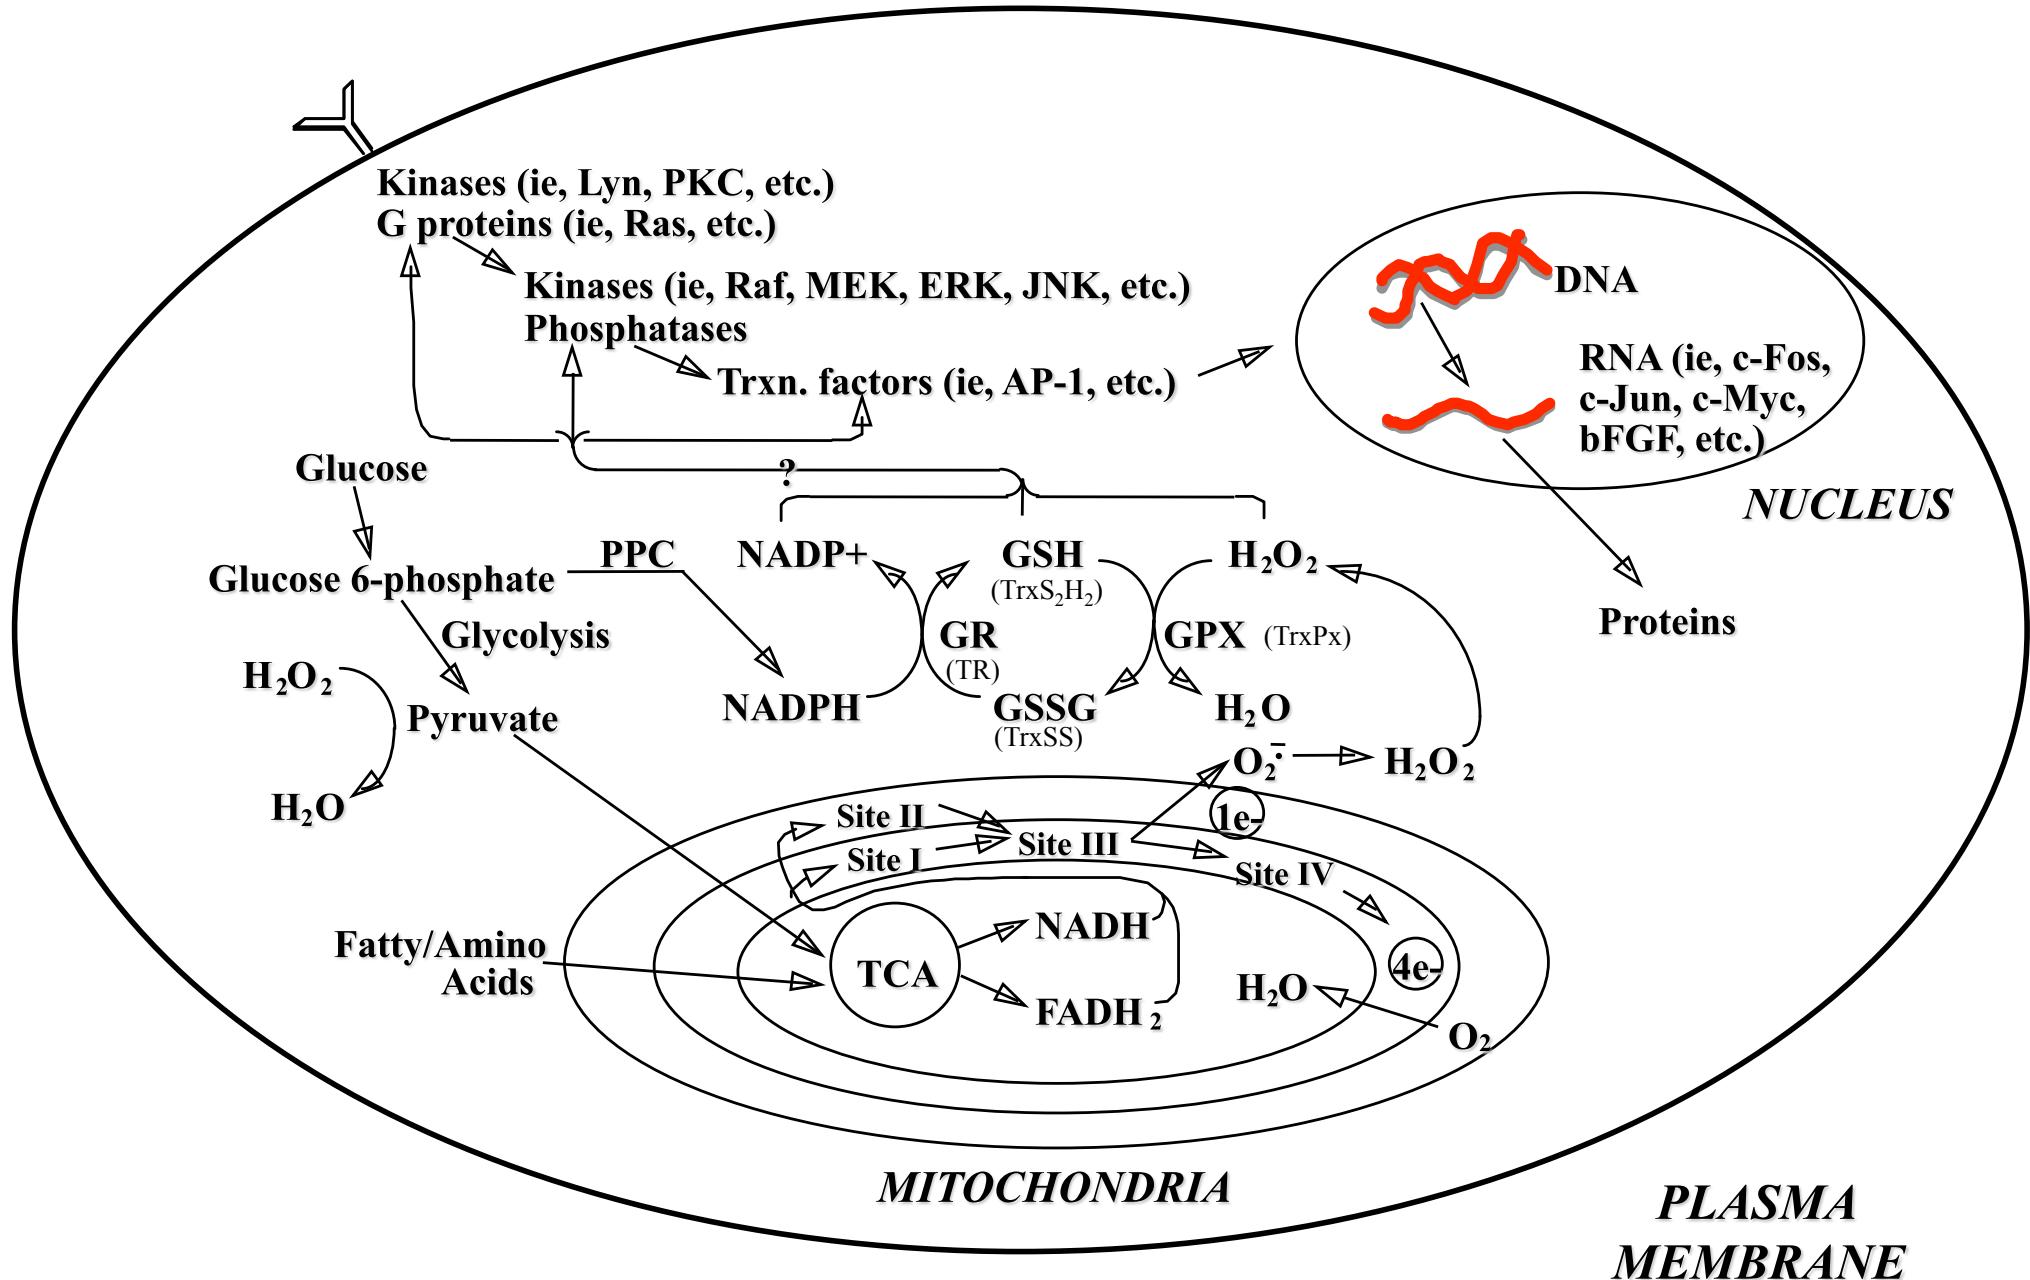 Kinases (ie, Lyn, PKC, etc.)
G proteins (ie, Ras, etc.)
Kinases (ie, Raf, MEK, ERK, JNK, etc.)
Phosphatases
Trxn. factors (ie, AP-1, etc.)
DNA
RNA (ie, c-Fos,
c-Jun, c-Myc,
bFGF, etc.)
NUCLEUS
Proteins
Glucose
?
Glucose 6-phosphate
PPC
NADP+
GSH
(TrxS₂H₂)
H₂O₂
Glycolysis
GR
(TR)
GPX (TrxPx)
H₂O₂
Pyruvate
NADPH
GSSG
(TrxSS)
H₂O
H₂O
O₂∸
H₂O₂
1e-
Site II
Site I
Site III
Site IV
Fatty/Amino
Acids
TCA
NADH
FADH₂
H₂O
4e-
O₂
MITOCHONDRIA
PLASMA
MEMBRANE